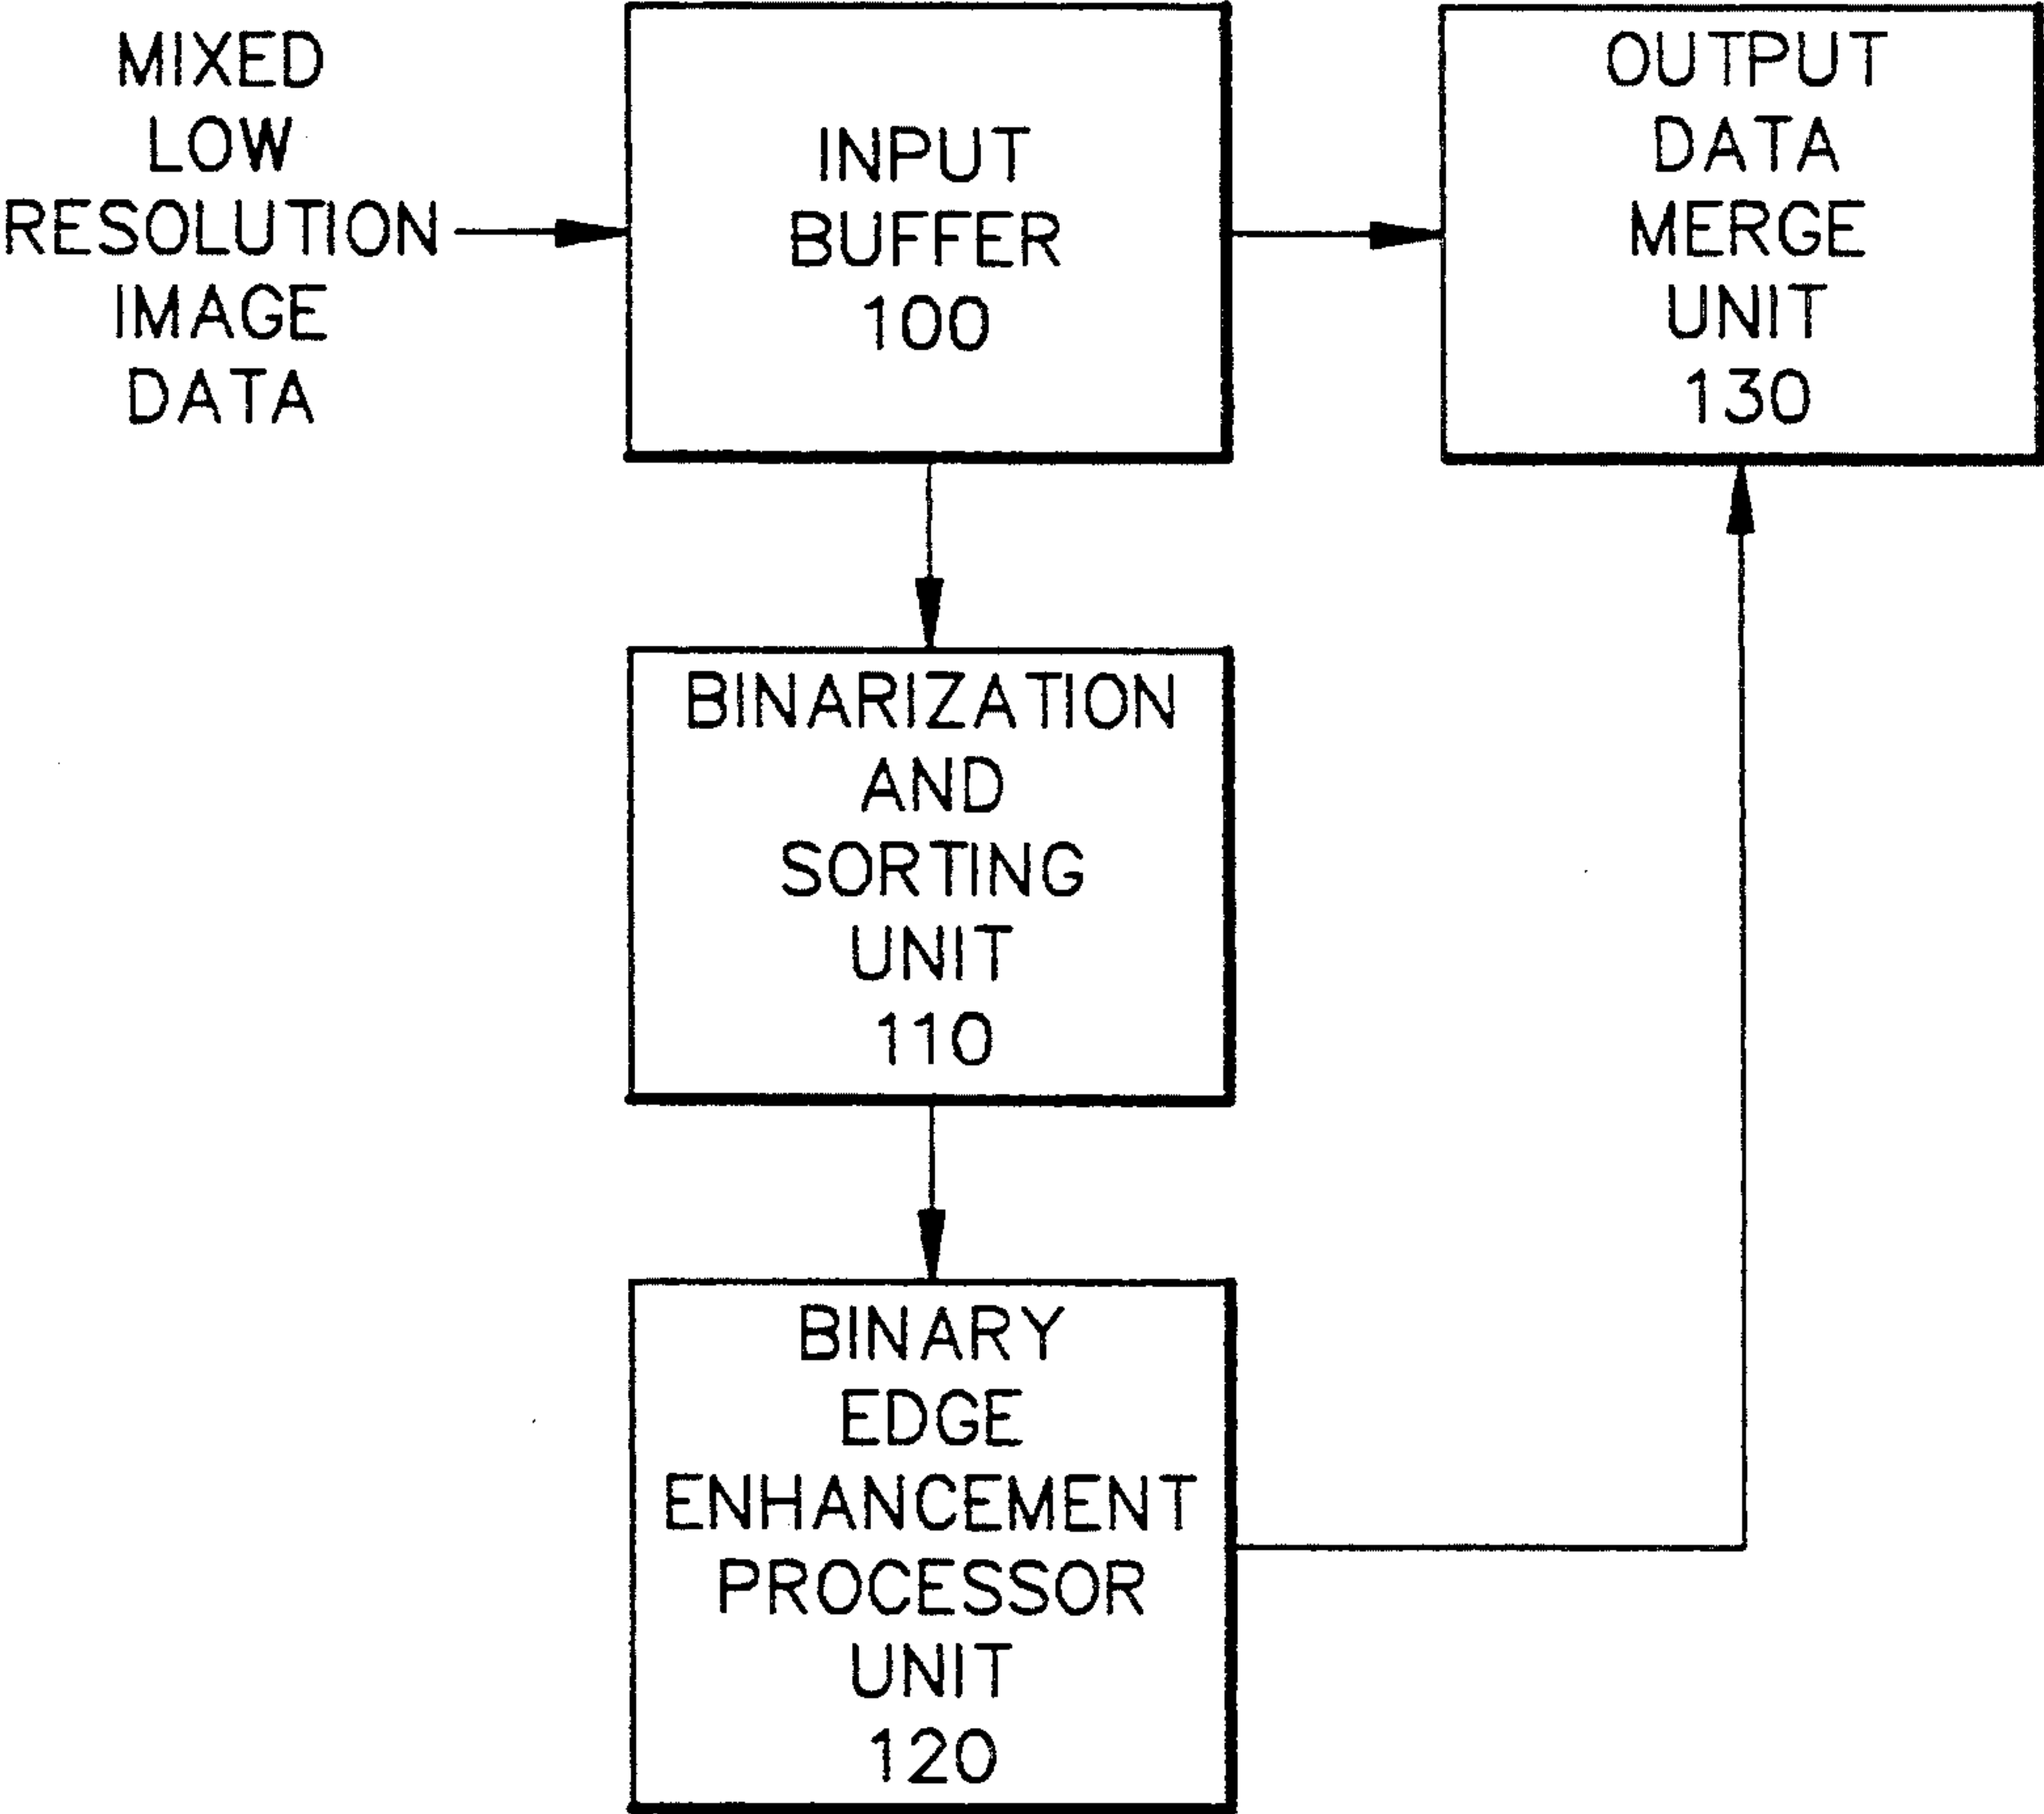 MIXED
LOW
RESOLUTION
IMAGE
DATA
INPUT
BUFFER
100
OUTPUT
DATA
MERGE
UNIT
130
BINARIZATION
AND
SORTING
UNIT
110
BINARY
EDGE
ENHANCEMENT
PROCESSOR
UNIT
120